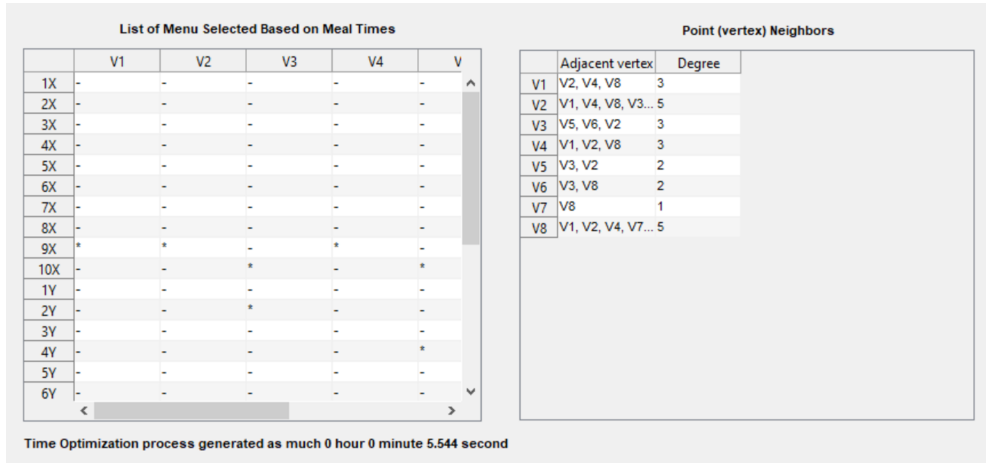 List of Menu Selected Based on Meal Times
V1 V2 V3 V4 V
1X - - - - -
2X - - - - -
3X - - - - -
4X - - - - -
5X - - - - -
6X - - - - -
7X - - - - -
8X - - - - -
9X * * - * -
10X - - * - *
1Y - - - - -
2Y - - * - -
3Y - - - - -
4Y - - - - *
5Y - - - - -
6Y - - - - -
Point (vertex) Neighbors
Adjacent vertex Degree
V1 V2, V4, V8 3
V2 V1, V4, V8, V3... 5
V3 V5, V6, V2 3
V4 V1, V2, V8 3
V5 V3, V2 2
V6 V3, V8 2
V7 V8 1
V8 V1, V2, V4, V7... 5
Time Optimization process generated as much 0 hour 0 minute 5.544 second